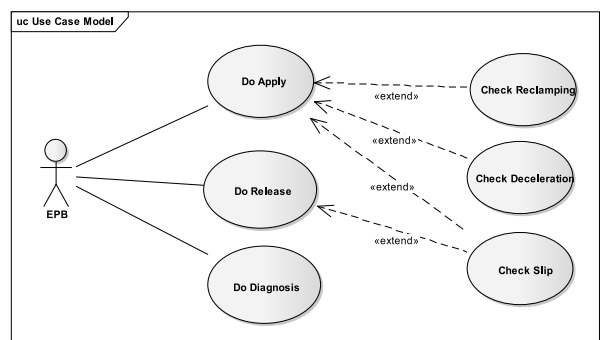 uc Use Case Model
Do Apply
«extend»
Check Reclamping
«extend»
Check Deceleration
EPB
Do Release
«extend»
«extend»
Check Slip
Do Diagnosis